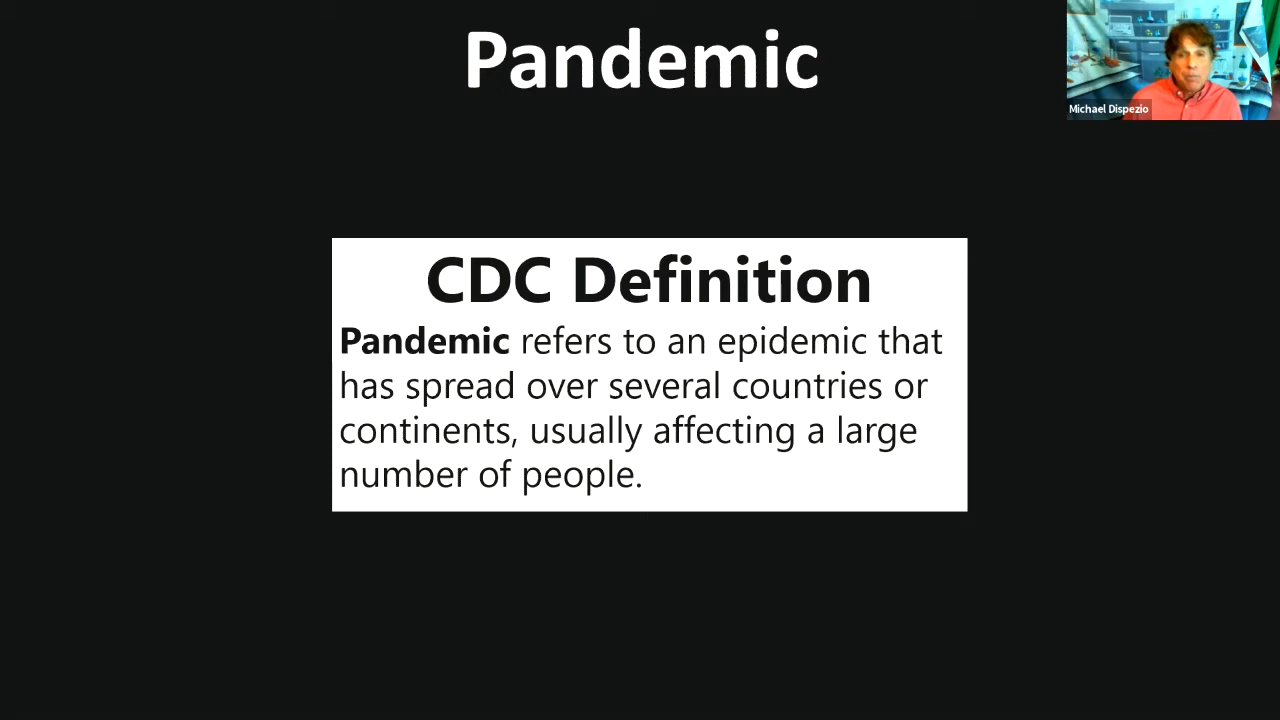 Pandemic
Michael Dispezio
CDC Definition
Pandemic refers to an epidemic that
has spread over several countries or
continents, usually affecting a large
number of people.